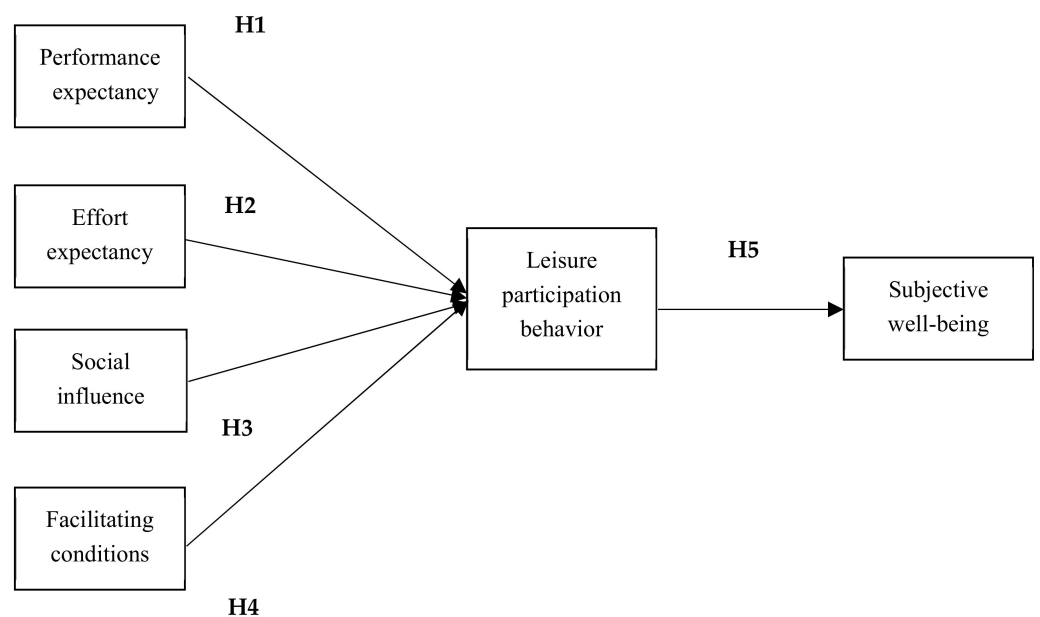 H1
Performance
expectancy
H2
Effort
expectancy
Leisure
participation
behavior
H5
Subjective
well-being
Social
influence
H3
Facilitating
conditions
H4